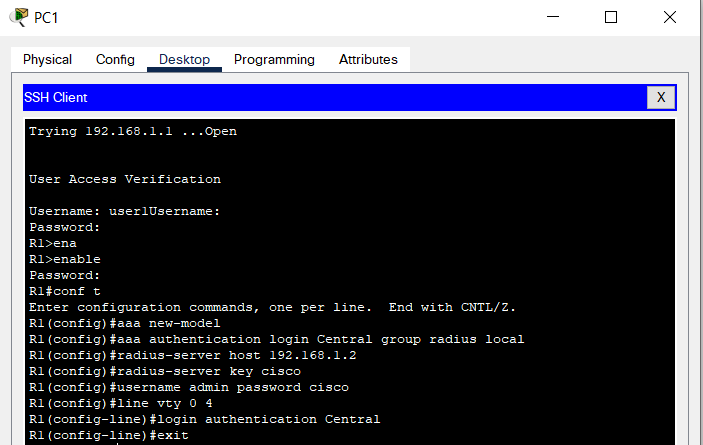 PC1
Physical Config Desktop Programming Attributes
SSH Client X
Trying 192.168.1.1 ...Open
User Access Verification
Username: user1Username:
Password:
R1>ena
R1>enable
Password:
R1#conf t
Enter configuration commands, one per line.  End with CNTL/Z.
R1(config)#aaa new-model
R1(config)#aaa authentication login Central group radius local
R1(config)#radius-server host 192.168.1.2
R1(config)#radius-server key cisco
R1(config)#username admin password cisco
R1(config)#line vty 0 4
R1(config-line)#login authentication Central
R1(config-line)#exit